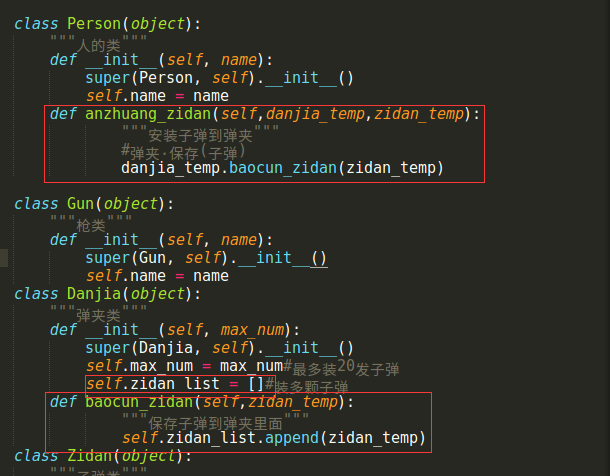 class Person(object):
"""人的类"""
def __init__(self, name):
super(Person, self).__init__()
self.name = name
def anzhuang_zidan(self,danjia_temp,zidan_temp):
"""安装子弹到弹夹"""
#弹夹.保存(子弹)
danjia_temp.baocun_zidan(zidan_temp)
class Gun(object):
"""枪类"""
def __init__(self, name):
super(Gun, self).__init__()
self.name = name
class Danjia(object):
"""弹夹类"""
def __init__(self, max_num):
super(Danjia, self).__init__()
self.max_num = max_num#最多装20发子弹
self.zidan_list = []#装多颗子弹
def baocun_zidan(self,zidan_temp):
"""保存子弹到弹夹里面"""
self.zidan_list.append(zidan_temp)
class Zidan(object):
"""子弹类"""